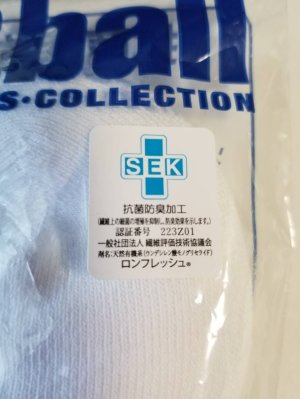 ball
S·COLLECTION
SEK
抗菌防臭加工
(繊維上の細菌の増殖を抑制し、防臭効果を示します。)
認証番号 223Z01
一般社団法人 繊維評価技術協議会
剤名:天然有機系(ウンデシレン酸モノグリセライド)
ロンフレッシュ®